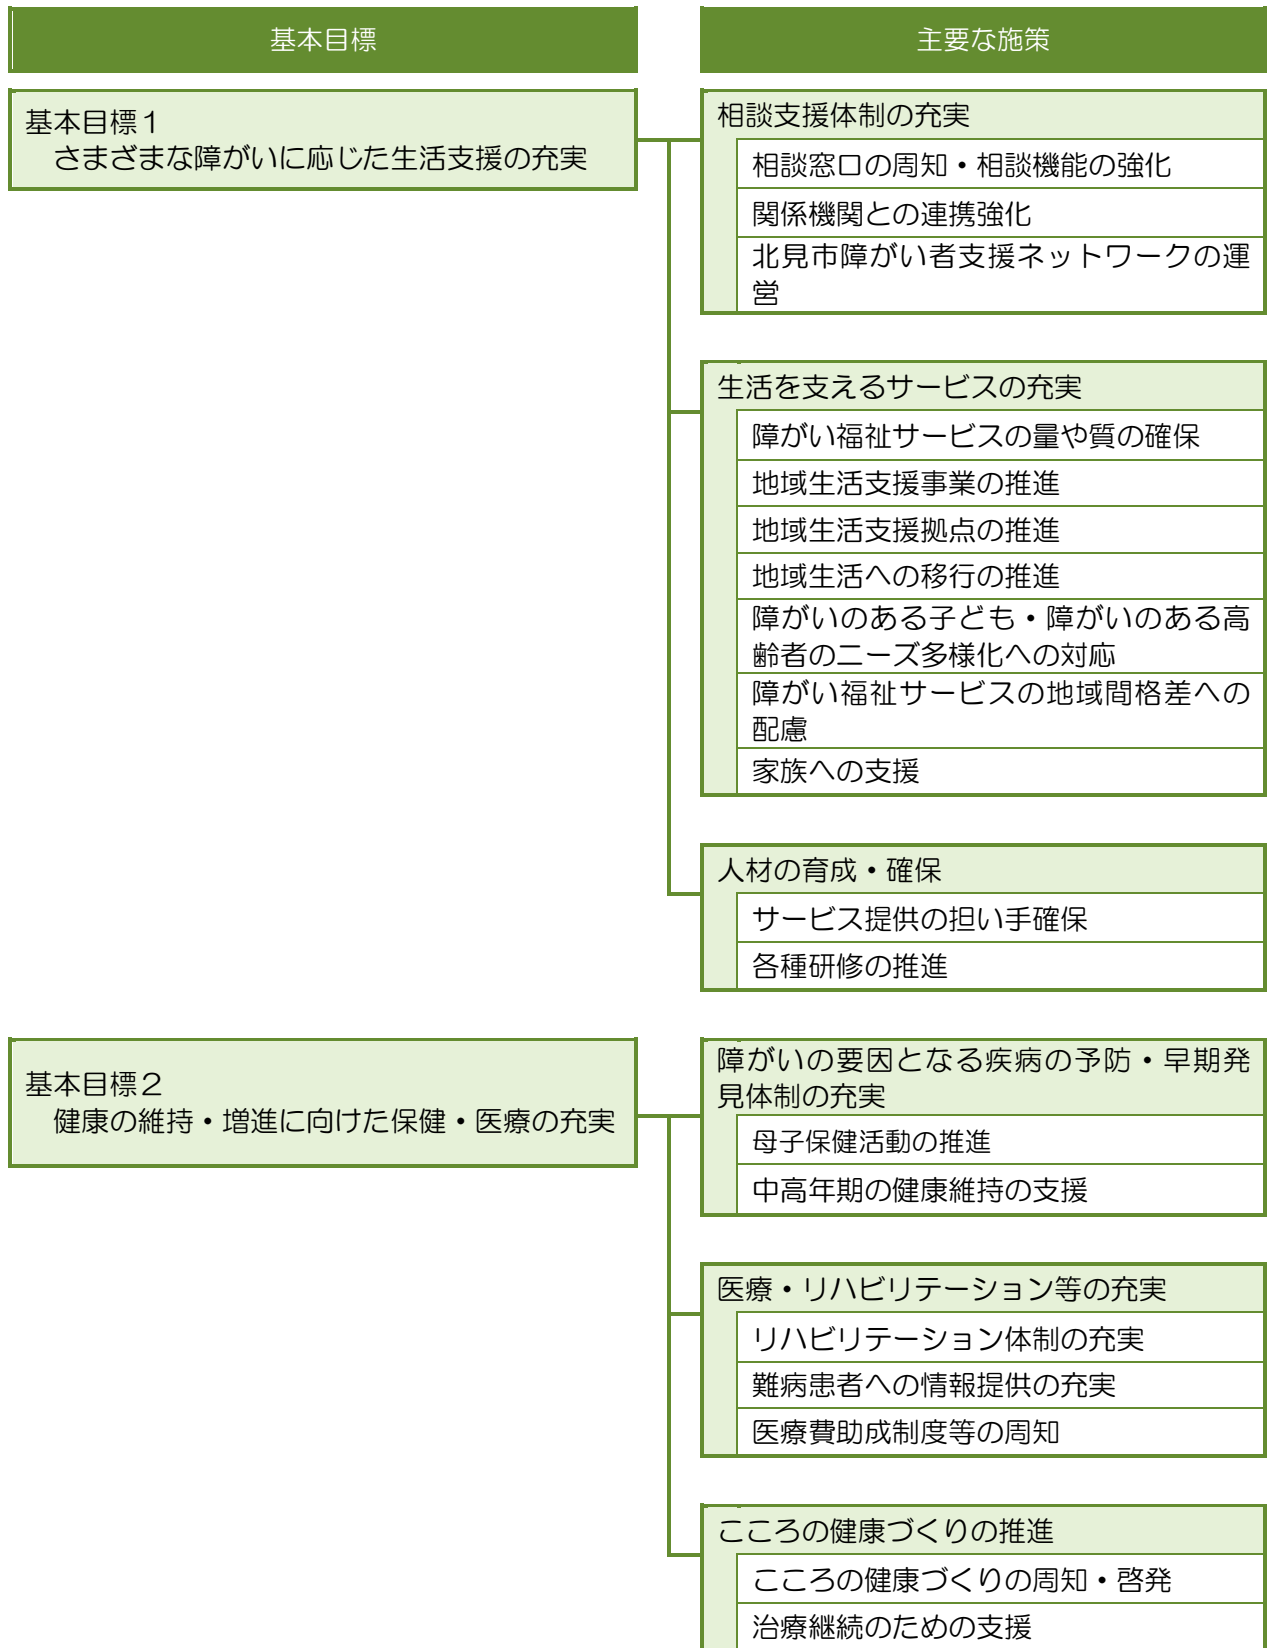 基本目標
主要な施策
基本目標１
さまざまな障がいに応じた生活支援の充実
相談支援体制の充実
相談窓口の周知・相談機能の強化
関係機関との連携強化
北見市障がい者支援ネットワークの運
営
生活を支えるサービスの充実
障がい福祉サービスの量や質の確保
地域生活支援事業の推進
地域生活支援拠点の推進
地域生活への移行の推進
障がいのある子ども・障がいのある高
齢者のニーズ多様化への対応
障がい福祉サービスの地域間格差への
配慮
家族への支援
人材の育成・確保
サービス提供の担い手確保
各種研修の推進
基本目標２
健康の維持・増進に向けた保健・医療の充実
障がいの要因となる疾病の予防・早期発
見体制の充実
母子保健活動の推進
中高年期の健康維持の支援
医療・リハビリテーション等の充実
リハビリテーション体制の充実
難病患者への情報提供の充実
医療費助成制度等の周知
こころの健康づくりの推進
こころの健康づくりの周知・啓発
治療継続のための支援